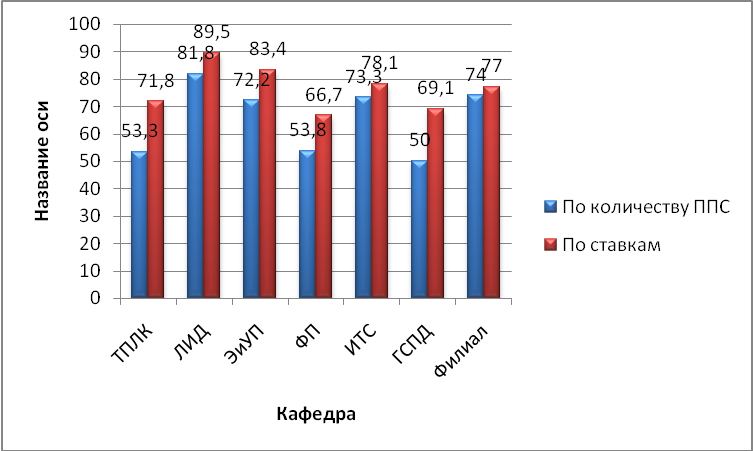 Название оси
100
90
80
70
60
50
40
30
20
10
0
53,3
71,8
81,8
89,5
72,2
83,4
53,8
66,7
73,3
78,1
50
69,1
74
77
ТПЛК
ЛИД
ЭиУП
ФП
ИТС
ГСПД
Филиал
Кафедра
По количеству ППС
По ставкам